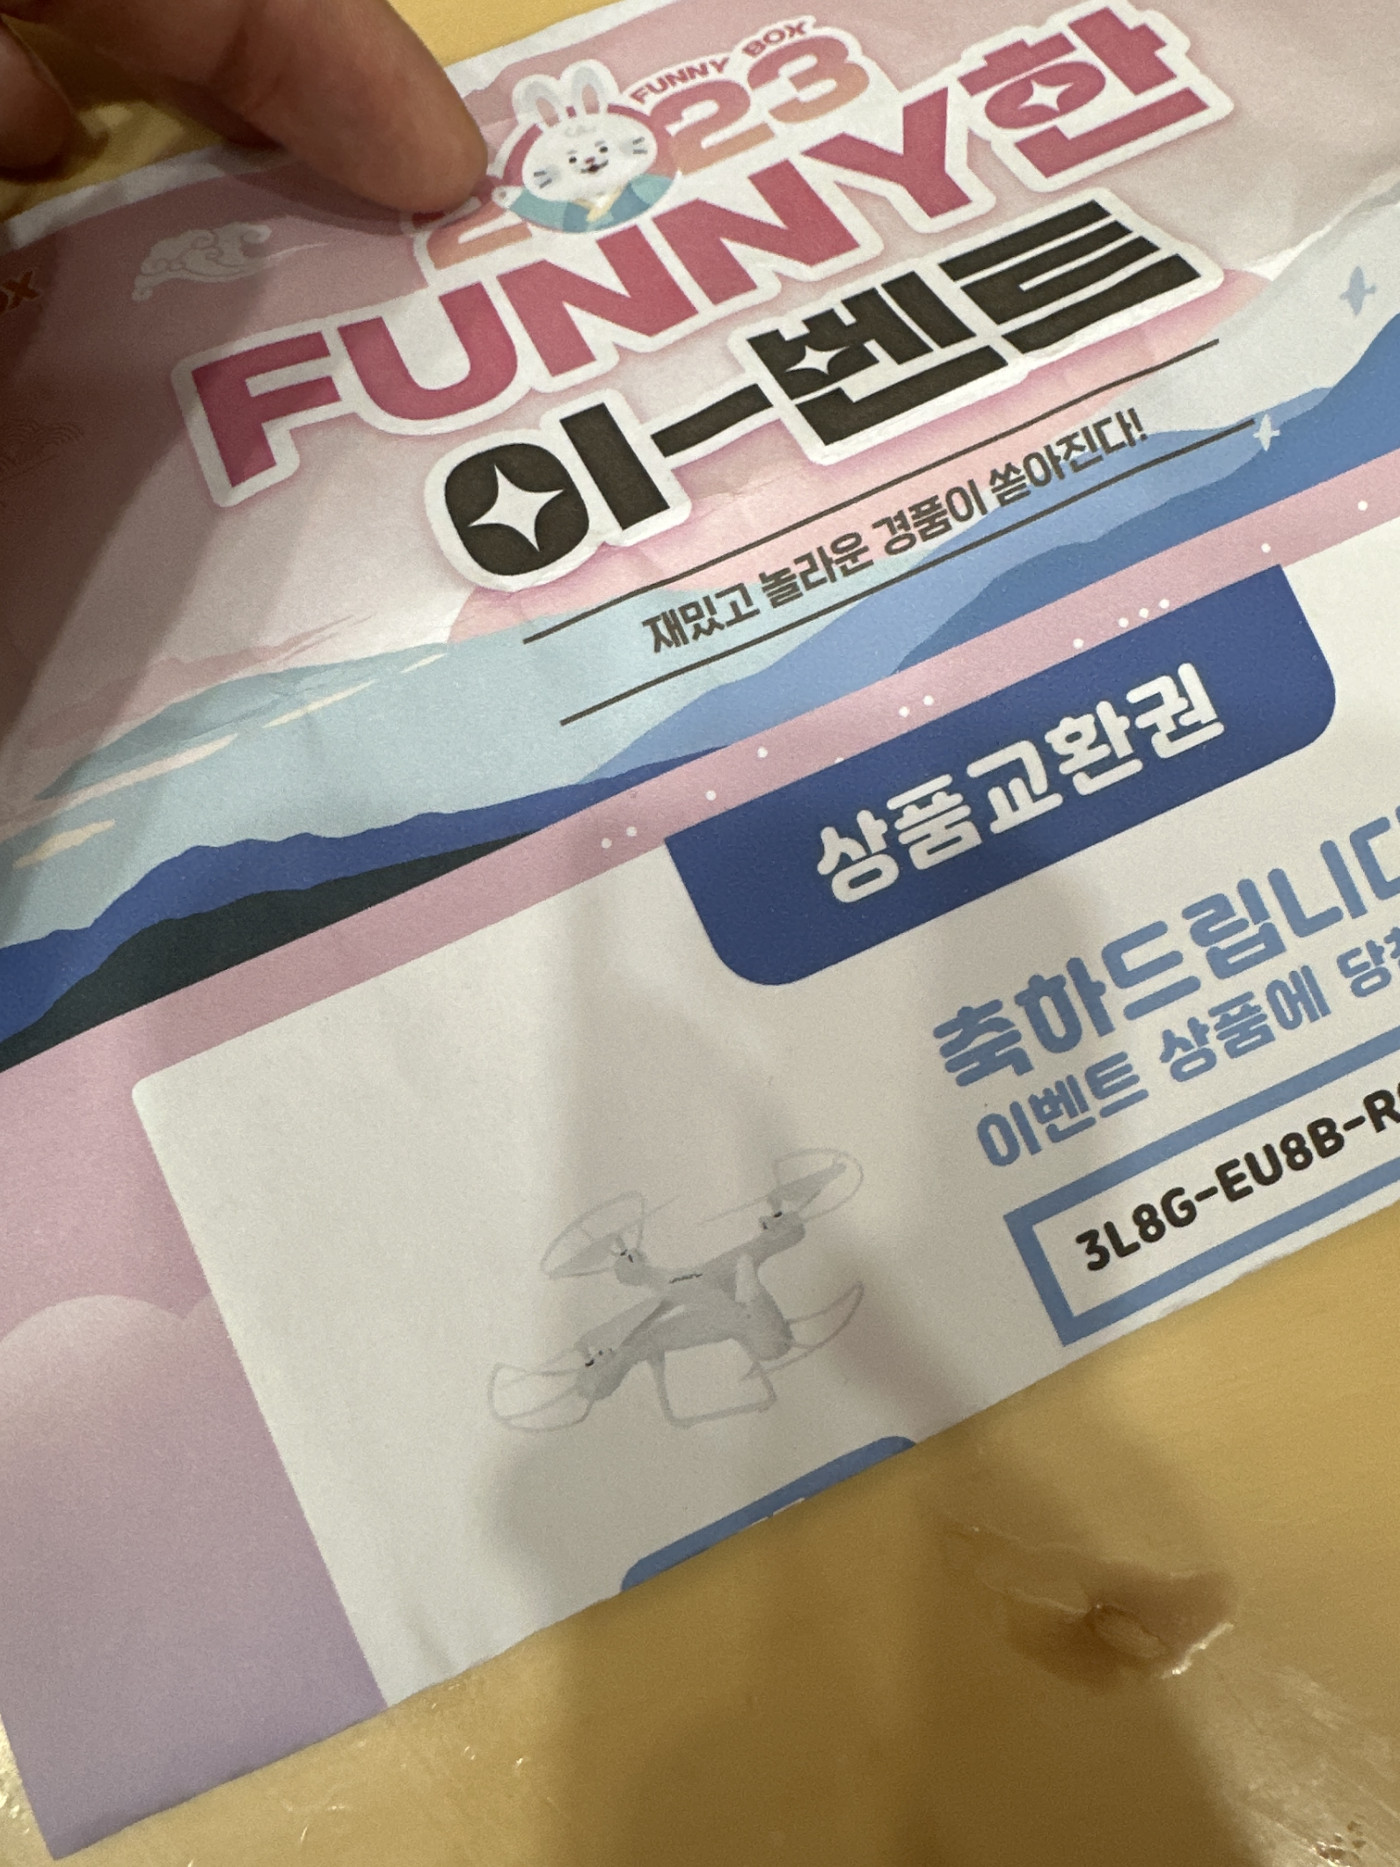 FUNNY BOX
2023
FUNNY한
이-벤트
재밌고 놀라운 경품이 쏟아진다!
상품교환권
축하드립니다
이벤트 상품에
3L8G-EU8B-R